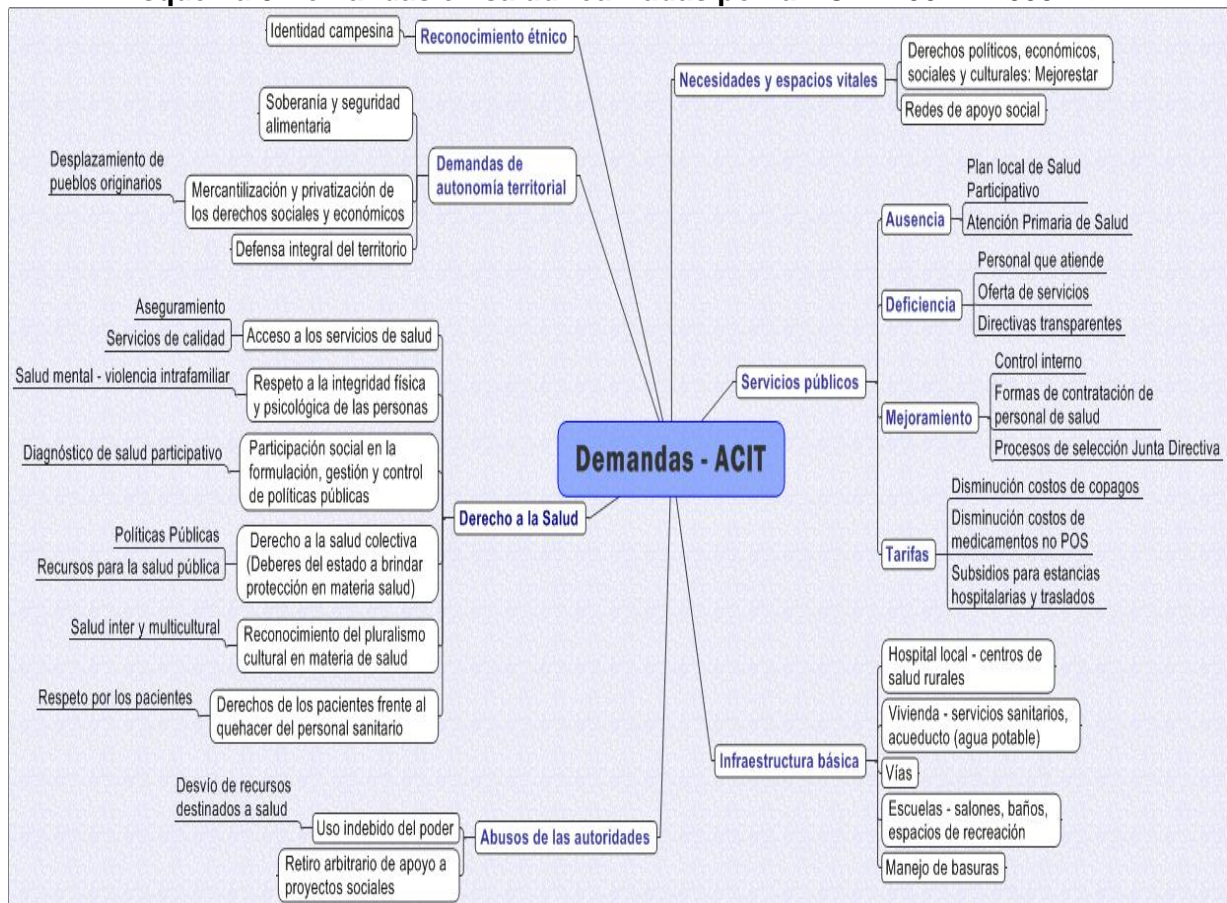 Demandas - ACIT
Reconocimiento étnico
Identidad campesina
Demandas de
autonomía territorial
Soberanía y seguridad
alimentaria
Mercantilización y privatización de
los derechos sociales y económicos
Desplazamiento de
pueblos originarios
Defensa integral del territorio
Derecho a la Salud
Acceso a los servicios de salud
Aseguramiento
Servicios de calidad
Respeto a la integridad física
y psicológica de las personas
Salud mental - violencia intrafamiliar
Participación social en la
formulación, gestión y control
de políticas públicas
Diagnóstico de salud participativo
Derecho a la salud colectiva
(Deberes del estado a brindar
protección en materia salud)
Políticas Públicas
Recursos para la salud pública
Reconocimiento del pluralismo
cultural en materia de salud
Salud inter y multicultural
Derechos de los pacientes frente al
quehacer del personal sanitario
Respeto por los pacientes
Abusos de las autoridades
Uso indebido del poder
Desvío de recursos
destinados a salud
Retiro arbitrario de apoyo a
proyectos sociales
Necesidades y espacios vitales
Derechos políticos, económicos,
sociales y culturales: Mejorestar
Redes de apoyo social
Servicios públicos
Ausencia
Plan local de Salud
Participativo
Atención Primaria de Salud
Deficiencia
Personal que atiende
Oferta de servicios
Directivas transparentes
Mejoramiento
Control interno
Formas de contratación de
personal de salud
Procesos de selección Junta Directiva
Tarifas
Disminución costos de copagos
Disminución costos de
medicamentos no POS
Subsidios para estancias
hospitalarias y traslados
Infraestructura básica
Hospital local - centros de
salud rurales
Vivienda - servicios sanitarios,
acueducto (agua potable)
Vías
Escuelas - salones, baños,
espacios de recreación
Manejo de basuras